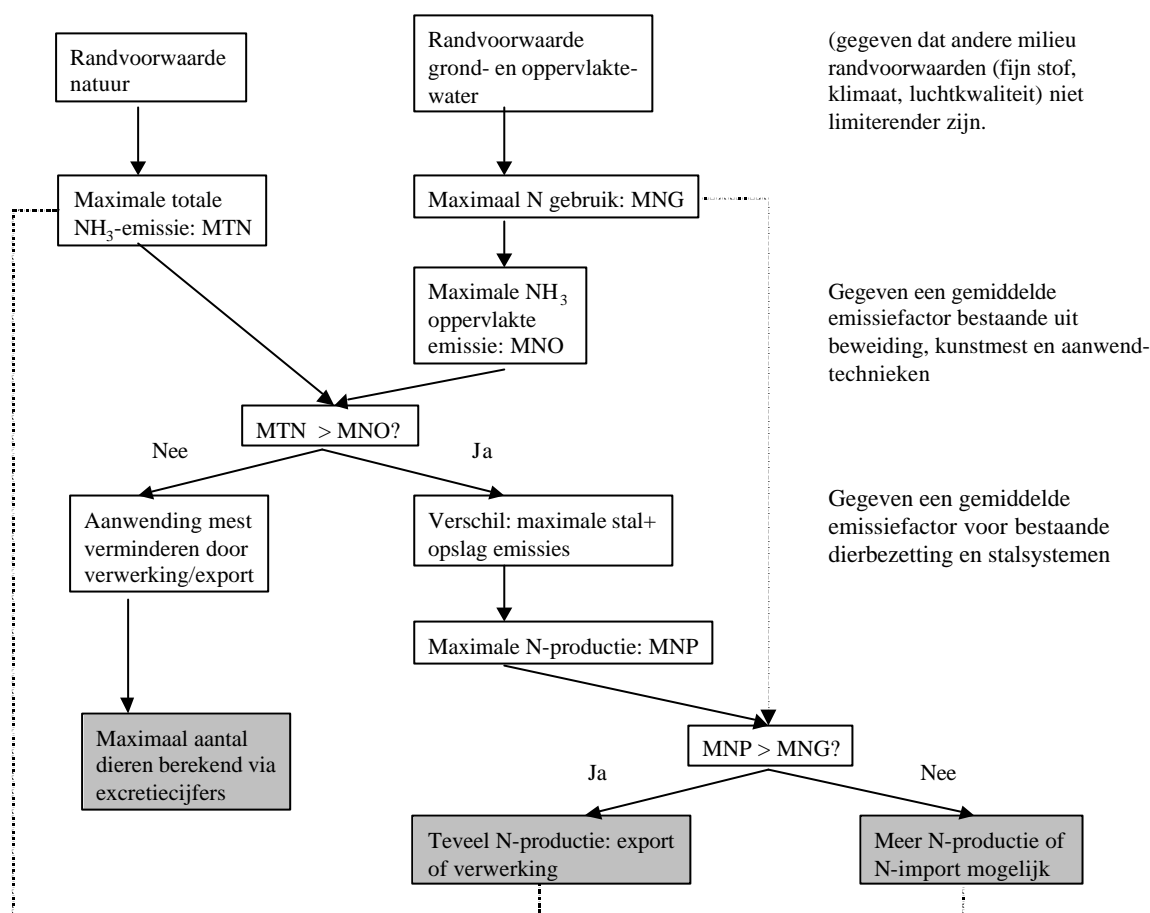 Randvoorwaarde
natuur
Randvoorwaarde
grond- en oppervlakte-
water
(gegeven dat andere milieu
randvoorwaarden (fijn stof,
klimaat, luchtkwaliteit) niet
limiterender zijn.
Maximale totale
NH₃-emissie: MTN
Maximaal N gebruik: MNG
Maximale NH₃
oppervlakte
emissie: MNO
Gegeven een gemiddelde
emissiefactor bestaande uit
beweiding, kunstmest en aanwend-
technieken
MTN > MNO?
Nee
Ja
Aanwending mest
verminderen door
verwerking/export
Verschil: maximale stal+
opslag emissies
Gegeven een gemiddelde
emissiefactor voor bestaande
dierbezetting en stalsystemen
Maximale N-productie: MNP
Maximaal aantal
dieren berekend via
excretiecijfers
MNP > MNG?
Ja
Nee
Teveel N-productie: export
of verwerking
Meer N-productie of
N-import mogelijk